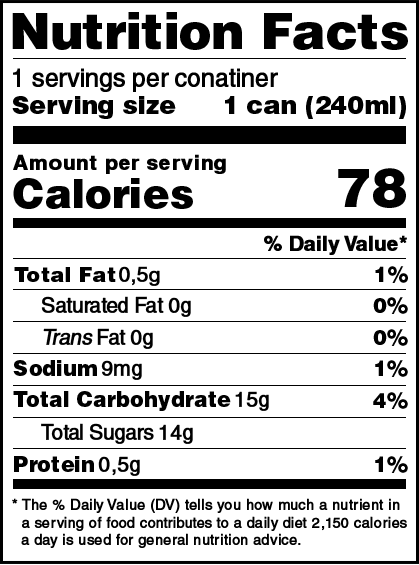 Nutrition Facts
1 servings per conatiner
Serving size 1 can (240ml)
Amount per serving
Calories 78
% Daily Value*
Total Fat 0,5g 1%
Saturated Fat 0g 0%
Trans Fat 0g 0%
Sodium 9mg 1%
Total Carbohydrate 15g 4%
Total Sugars 14g
Protein 0,5g 1%
* The % Daily Value (DV) tells you how much a nutrient in
a serving of food contributes to a daily diet 2,150 calories
a day is used for general nutrition advice.